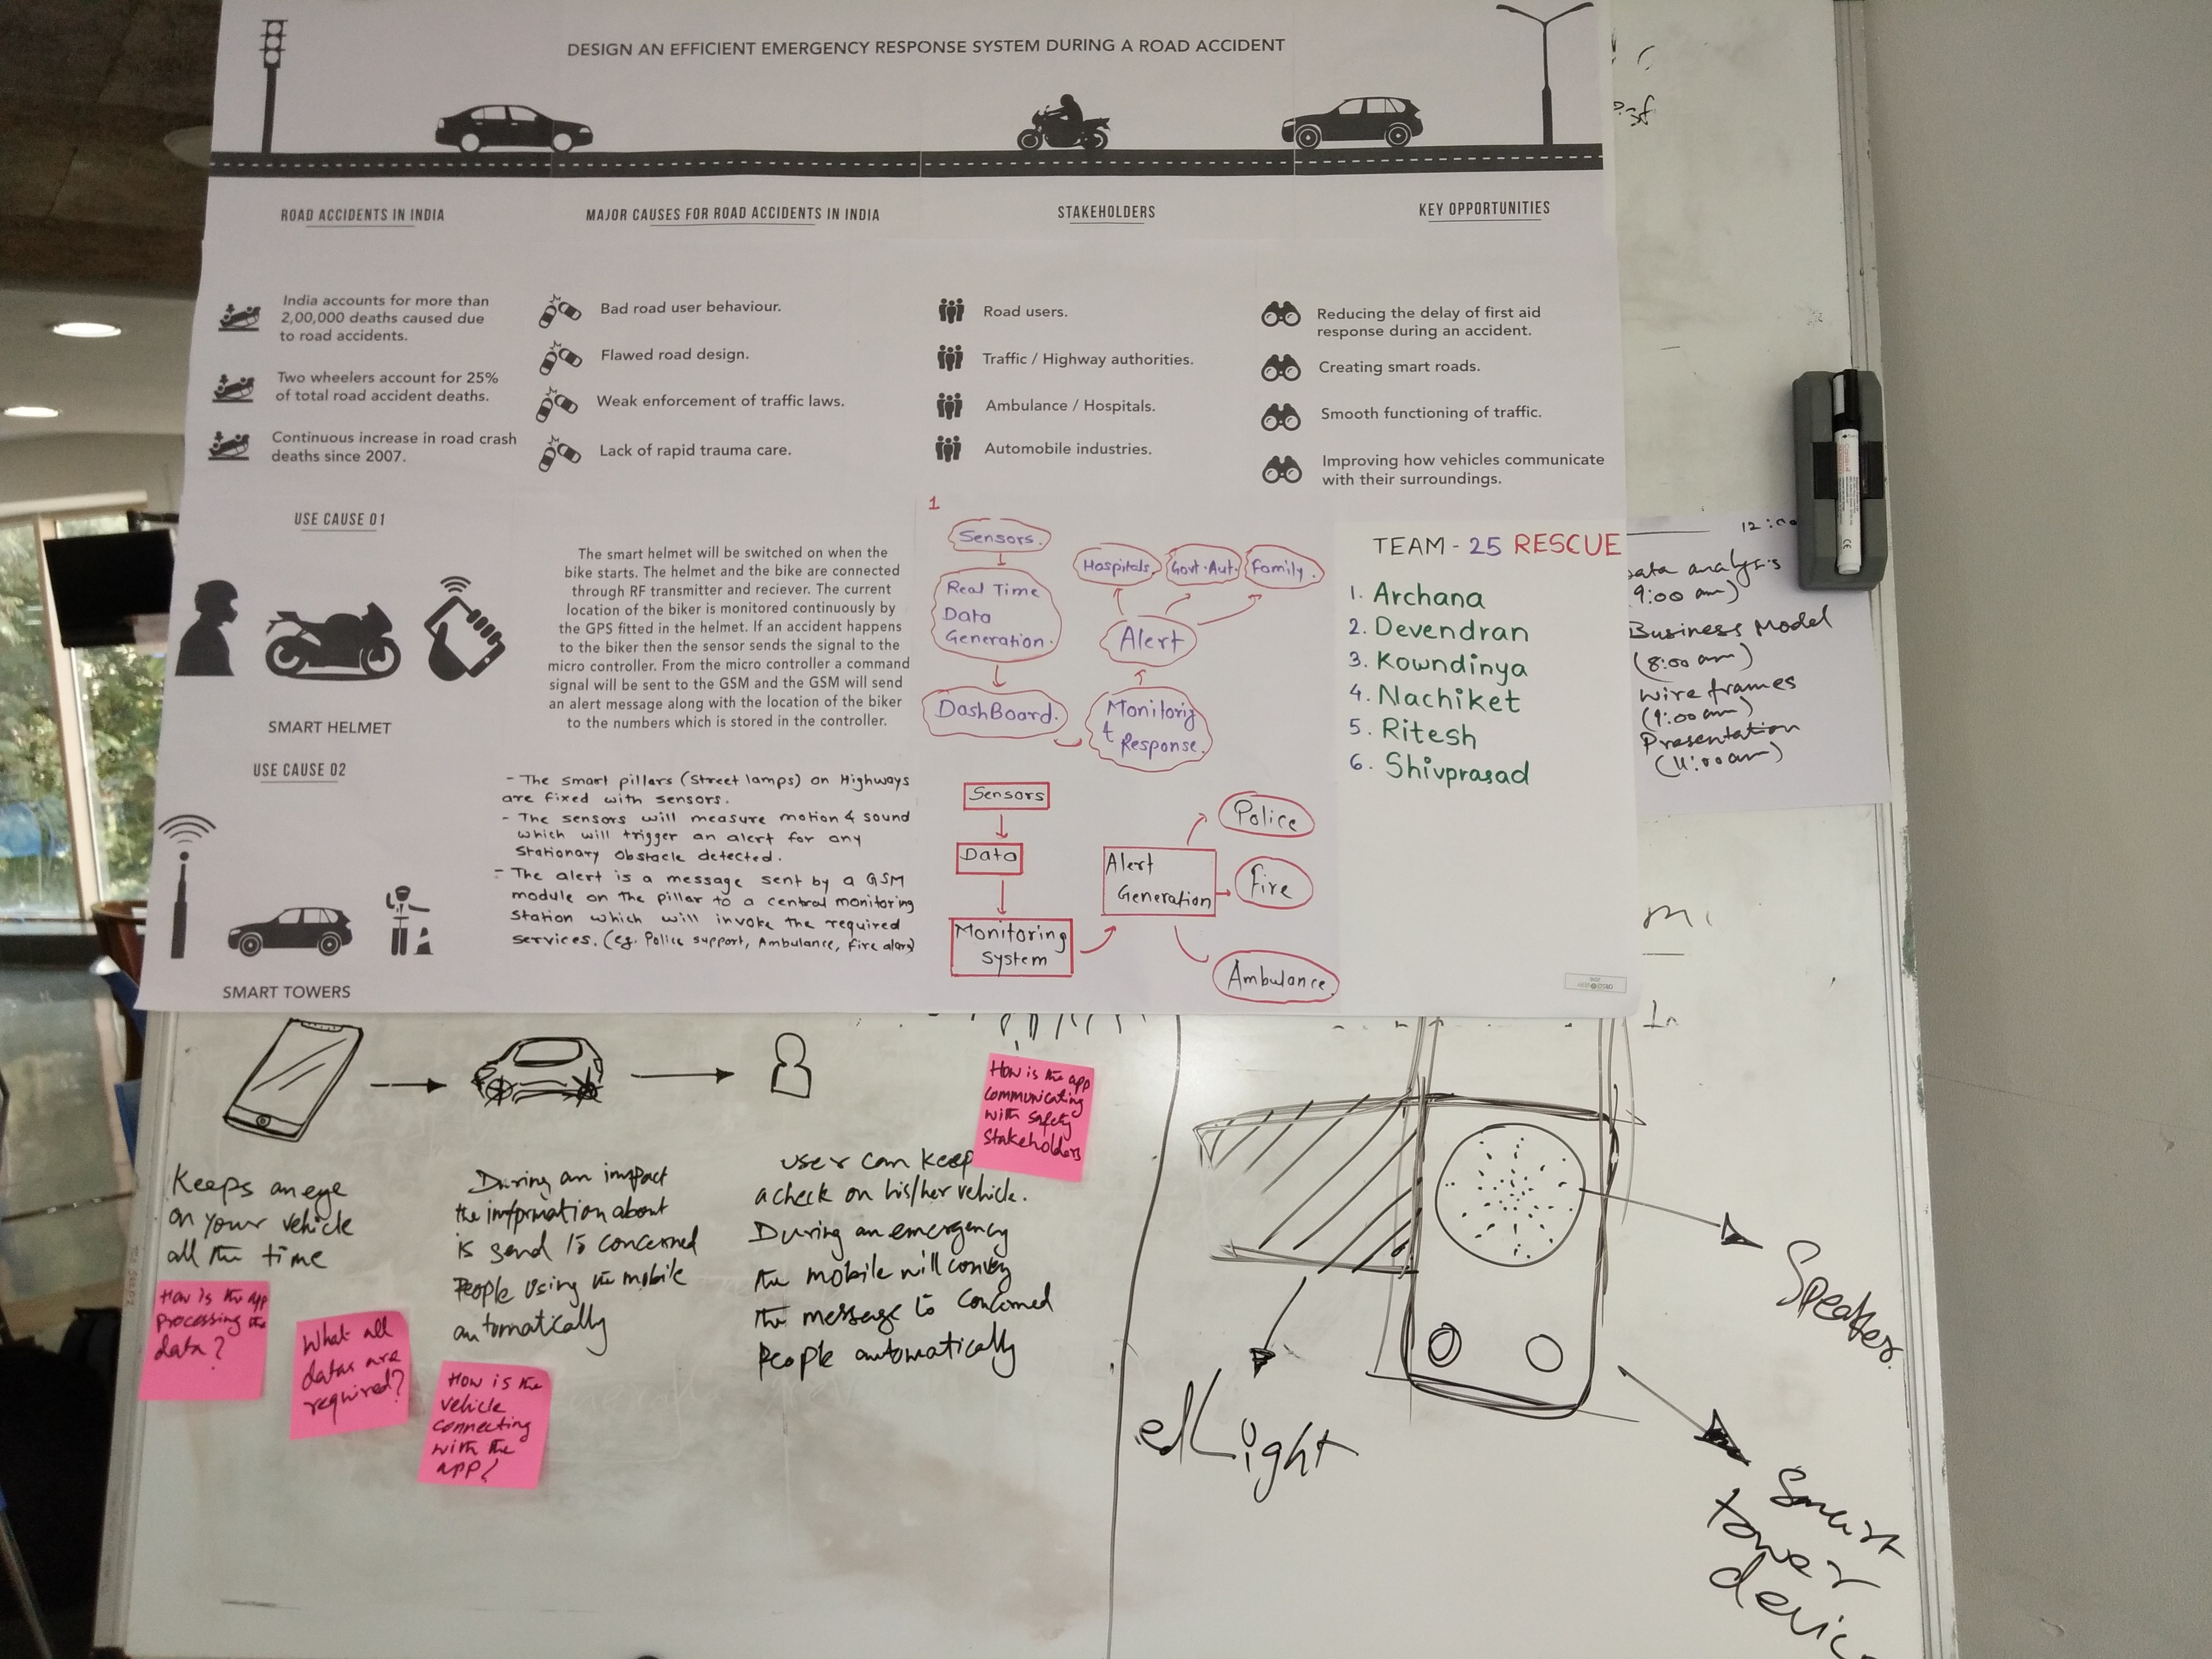 DESIGN AN EFFICIENT EMERGENCY RESPONSE SYSTEM DURING A ROAD ACCIDENT
ROAD ACCIDENTS IN INDIA
India accounts for more than
2,00,000 deaths caused due
to road accidents.
Two wheelers account for 25%
of total road accident deaths.
Continuous increase in road crash
deaths since 2007.
MAJOR CAUSES FOR ROAD ACCIDENTS IN INDIA
Bad road user behaviour.
Flawed road design.
Weak enforcement of traffic laws.
Lack of rapid trauma care.
STAKEHOLDERS
Road users.
Traffic / Highway authorities.
Ambulance / Hospitals.
Automobile industries.
KEY OPPORTUNITIES
Reducing the delay of first aid
response during an accident.
Creating smart roads.
Smooth functioning of traffic.
Improving how vehicles communicate
with their surroundings.
USE CAUSE 01
SMART HELMET
The smart helmet will be switched on when the
bike starts. The helmet and the bike are connected
through RF transmitter and reciever. The current
location of the biker is monitored continuously by
the GPS fitted in the helmet. If an accident happens
to the biker then the sensor sends the signal to the
micro controller. From the micro controller a command
signal will be sent to the GSM and the GSM will send
an alert message along with the location of the biker
to the numbers which is stored in the controller.
1
Sensors.
Real Time
Data
Generation.
DashBoard.
Monitorig
&
Response.
Alert
Hospitals
Govt. Aut.
Family.
TEAM - 25 RESCUE
1. Archana
2. Devendran
3. Kowndinya
4. Nachiket
5. Ritesh
6. Shivprasad
12:00
Data analysis
(9:00 am)
Business Model
(8:00 am)
Wire frames
(9:00 am)
Presentation
(11:00 am)
USE CAUSE 02
SMART TOWERS
- The smart pillars (Street lamps) on Highways
are fixed with sensors.
- The sensors will measure motion & sound
which will trigger an alert for any
stationary obstacle detected.
- The alert is a message sent by a GSM
module on the pillar to a central monitoring
station which will invoke the required
services. (eg. Police support, Ambulance, fire alarm)
Sensors
Data
Monitoring
System
Alert
Generation
Police
Fire
Ambulance.
Keeps an eye
on your vehicle
all the time
During an impact
the information about
is send to concerned
People using the mobile
automatically
user can keep
a check on his/her vehicle.
During an emergency
the mobile will convey
the message to concerned
People automatically
How is the app
communicating
with safety
stakeholders
How is the app
processing the
data?
What all
datas are
required?
How is the
vehicle
connecting
with the
app?
Speaker.
ed Light
Smart
tower
devic